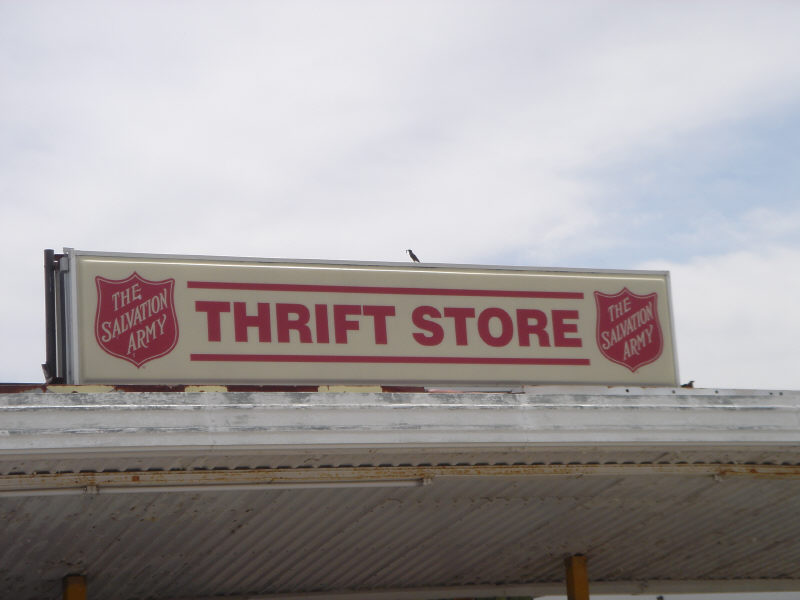 THE
SALVATION
ARMY
THRIFT STORE
THE
SALVATION
ARMY